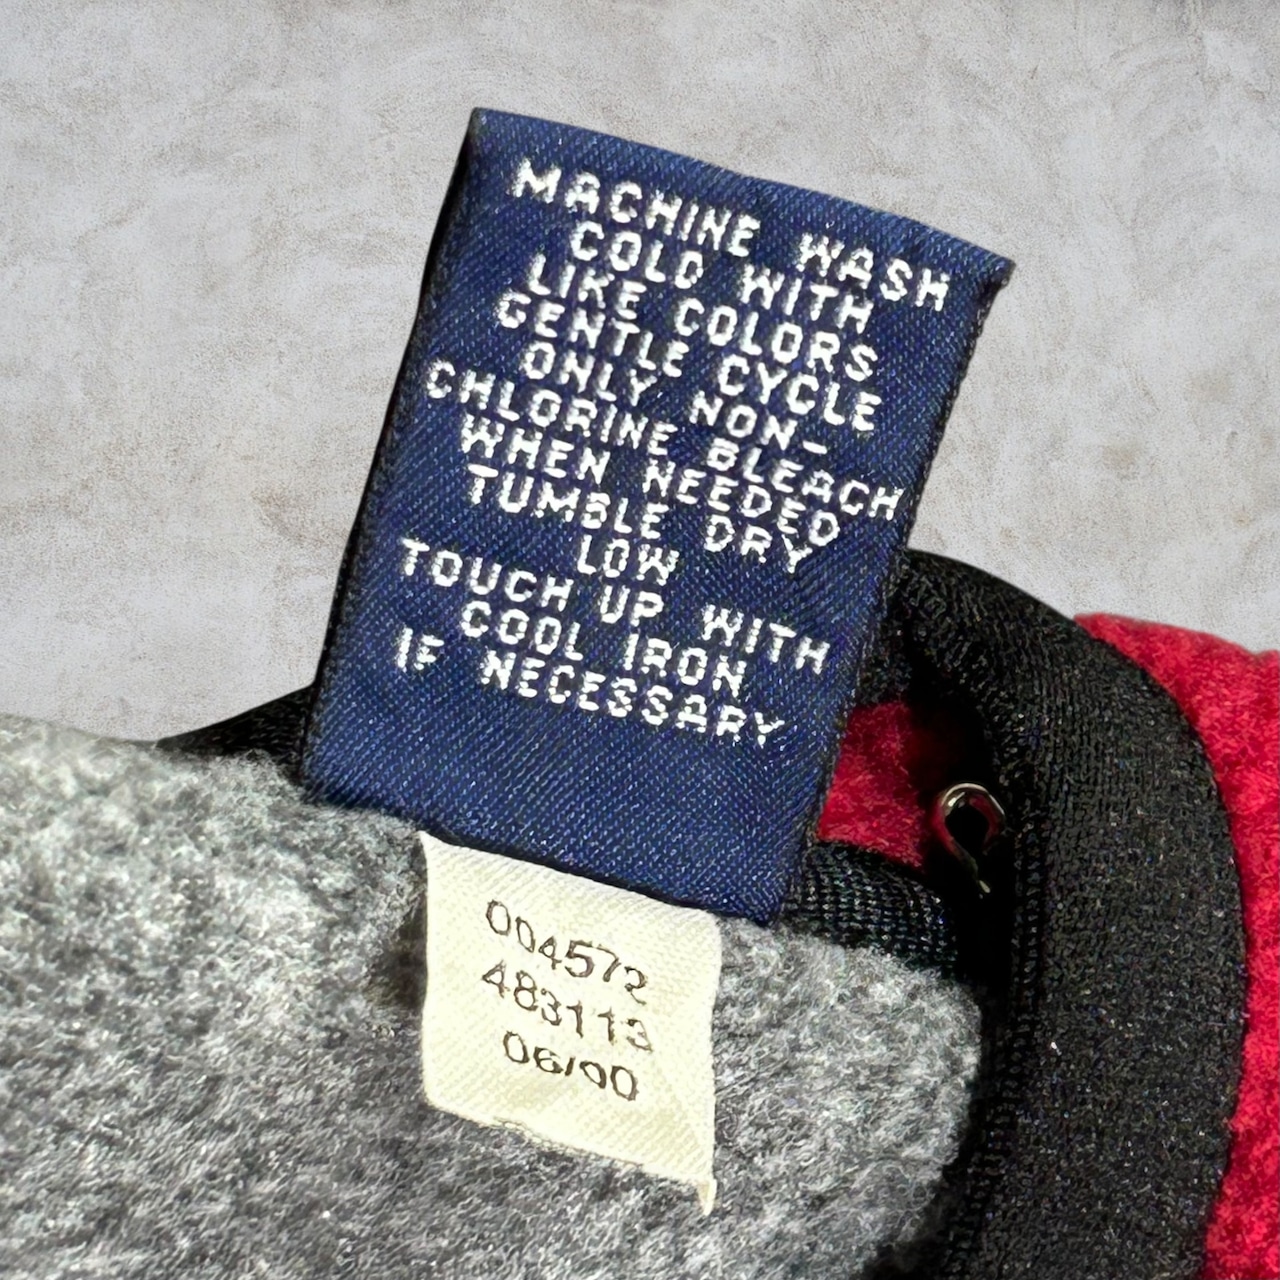 MACHINE WASH
COLD WITH
LIKE COLORS
GENTLE CYCLE
ONLY NON-
CHLORINE BLEACH
WHEN NEEDED
TUMBLE DRY
LOW
TOUCH UP WITH
COOL IRON
IF NECESSARY
004572
483113
06/00